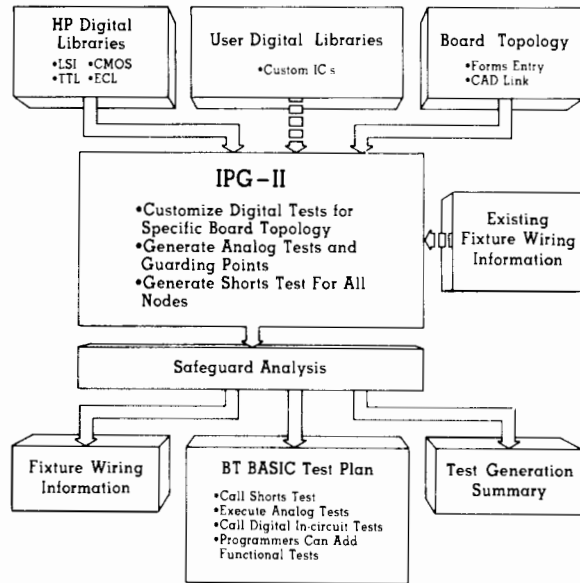 HP Digital
Libraries
•LSI •CMOS
•TTL •ECL
User Digital Libraries
•Custom IC s
Board Topology
•Forms Entry
•CAD Link
IPG-II
•Customize Digital Tests for
Specific Board Topology
•Generate Analog Tests and
Guarding Points
•Generate Shorts Test For All
Nodes
Existing
Fixture Wiring
Information
Safeguard Analysis
Fixture Wiring
Information
BT BASIC Test Plan
•Call Shorts Test
•Execute Analog Tests
•Call Digital In-circuit Tests
•Programmers Can Add
Functional Tests
Test Generation
Summary